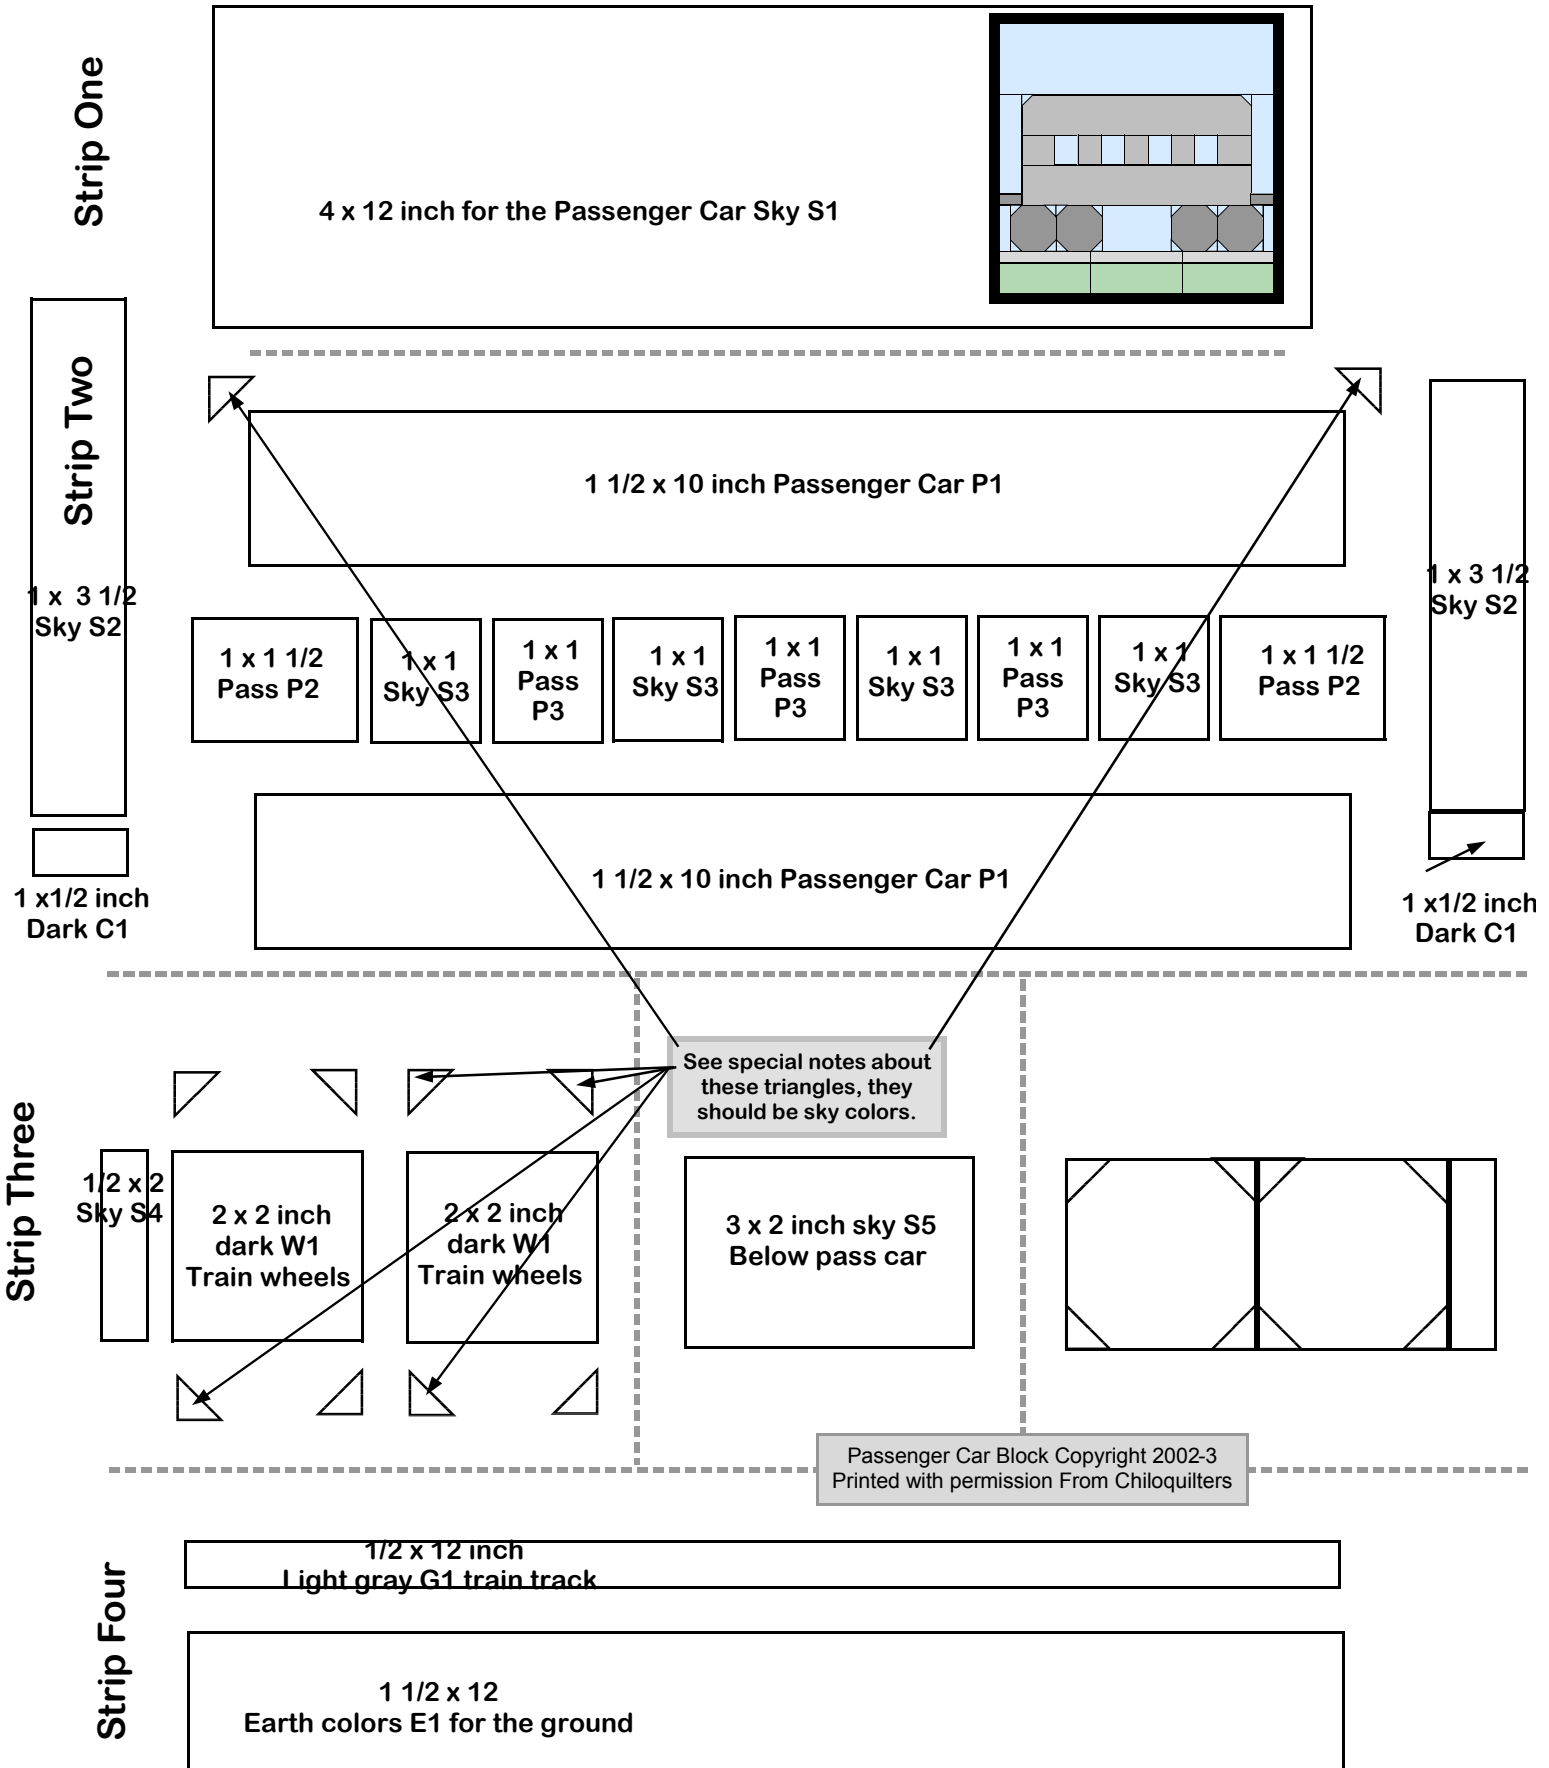 Strip One
4 x 12 inch for the Passenger Car Sky S1
Strip Two
1 1/2 x 10 inch Passenger Car P1
1 x  3 1/2
Sky S2
1 x 3 1/2
Sky S2
1 x 1 1/2
Pass P2
1 x 1
Sky S3
1 x 1
Pass
P3
1 x 1
Sky S3
1 x 1
Pass
P3
1 x 1
Sky S3
1 x 1
Pass
P3
1 x 1
Sky S3
1 x 1 1/2
Pass P2
1 1/2 x 10 inch Passenger Car P1
1 x1/2 inch
Dark C1
1 x1/2 inch
Dark C1
See special notes about
these triangles, they
should be sky colors.
Strip Three
1/2 x 2
Sky S4
2 x 2 inch
dark W1
Train wheels
2 x 2 inch
dark W1
Train wheels
3 x 2 inch sky S5
Below pass car
Passenger Car Block Copyright 2002-3
Printed with permission From Chiloquilters
Strip Four
1/2 x 12 inch
Light gray G1 train track
1 1/2 x 12
Earth colors E1 for the ground